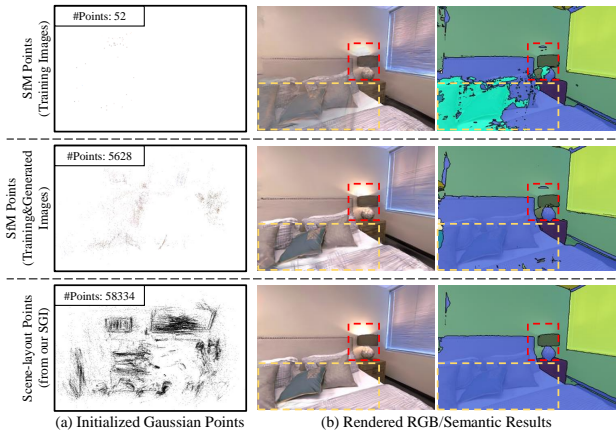 SfM Points
(Training Images)
#Points: 52
SfM Points
(Training&Generated
Images)
#Points: 5628
Scene-layout Points
(from our SGI)
#Points: 58334
(a) Initialized Gaussian Points
(b) Rendered RGB/Semantic Results